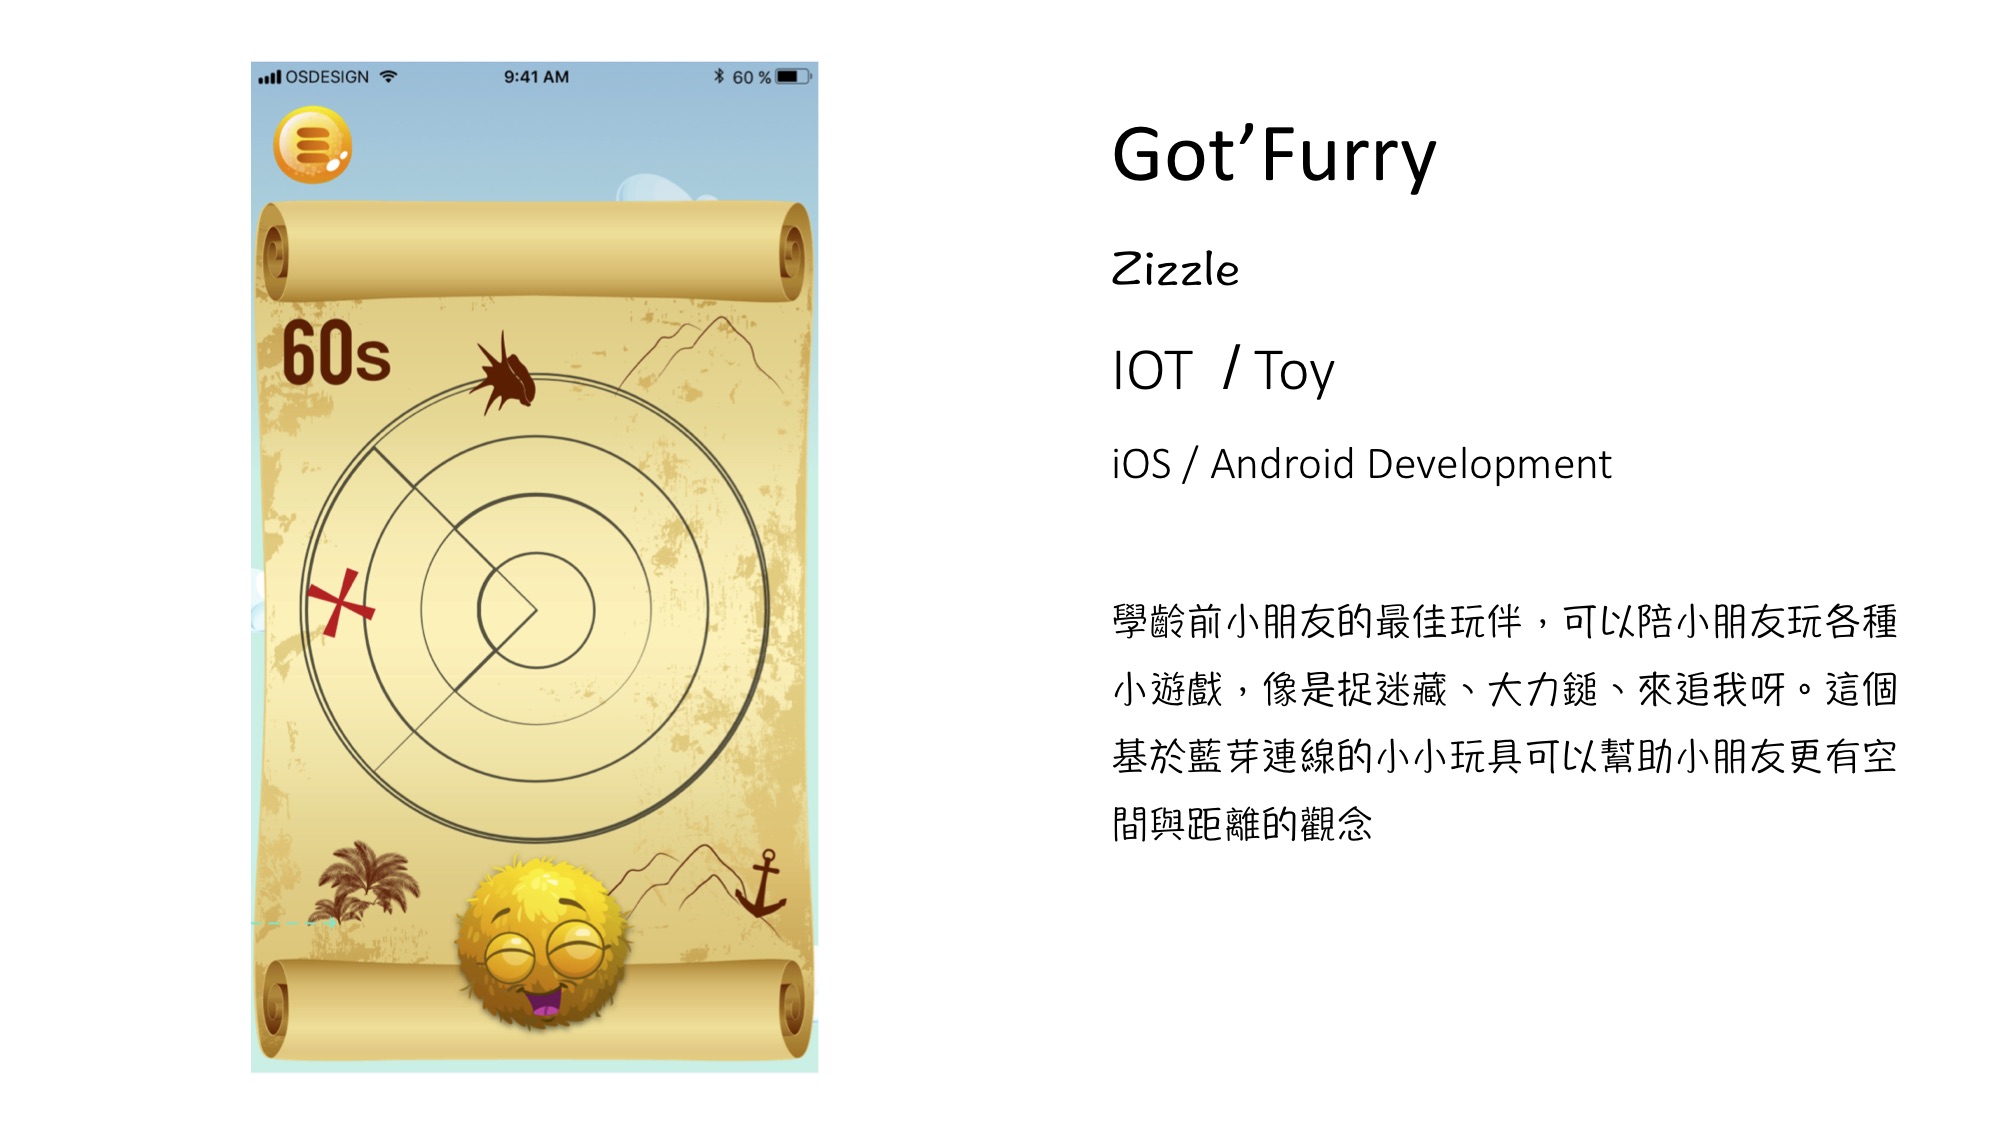 OSDESIGN 9:41 AM 60 %
60s
Got’Furry
Zizzle
IOT / Toy
iOS / Android Development
學齡前小朋友的最佳玩伴，可以陪小朋友玩各種
小遊戲，像是捉迷藏、大力鎚、來追我呀。這個
基於藍芽連線的小小玩具可以幫助小朋友更有空
間與距離的觀念